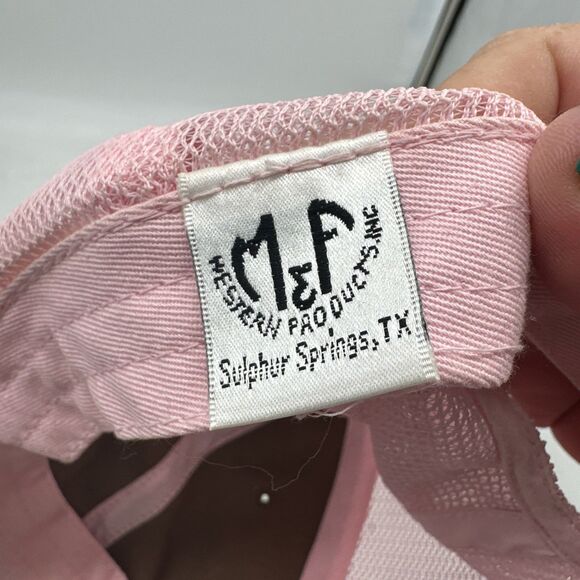 M&F
WESTERN PRODUCTS, INC
Sulphur Springs, TX